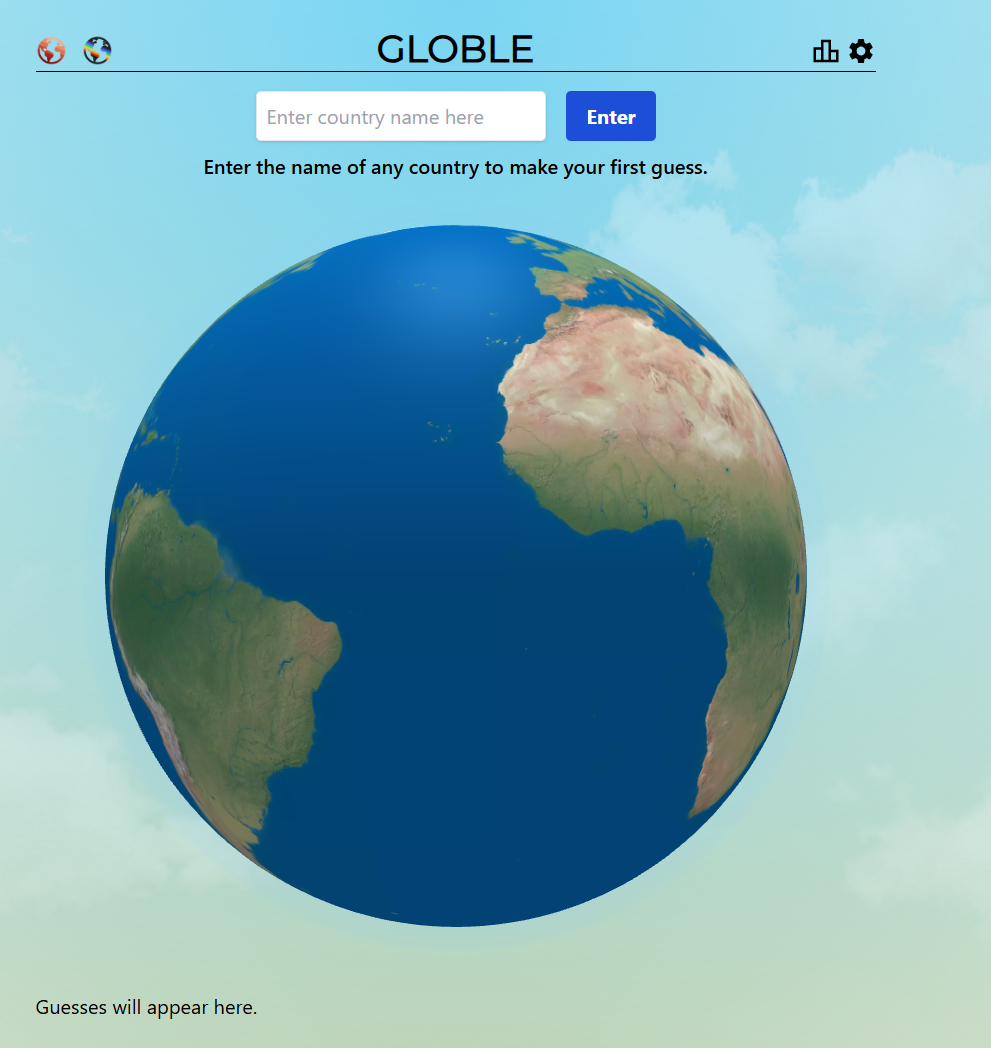 GLOBLE
Enter country name here
Enter
Enter the name of any country to make your first guess.
Guesses will appear here.